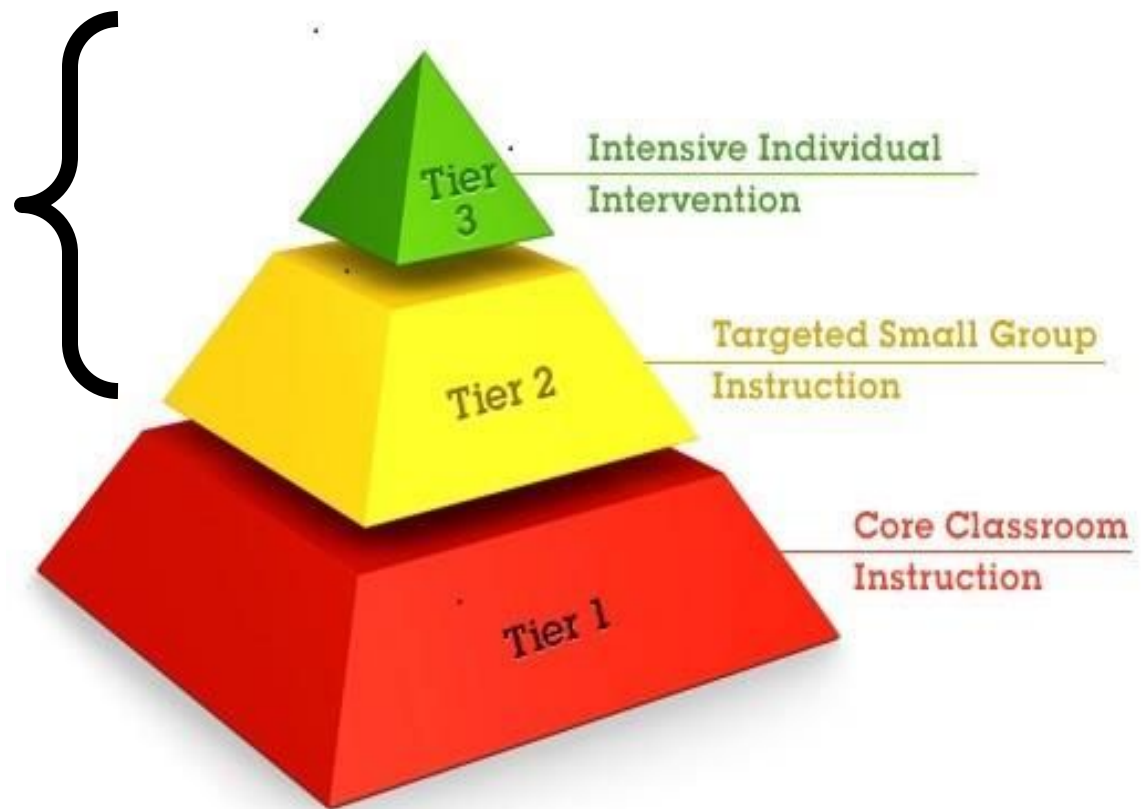 Tier
3
Intensive Individual
Intervention
Tier 2
Targeted Small Group
Instruction
Tier 1
Core Classroom
Instruction